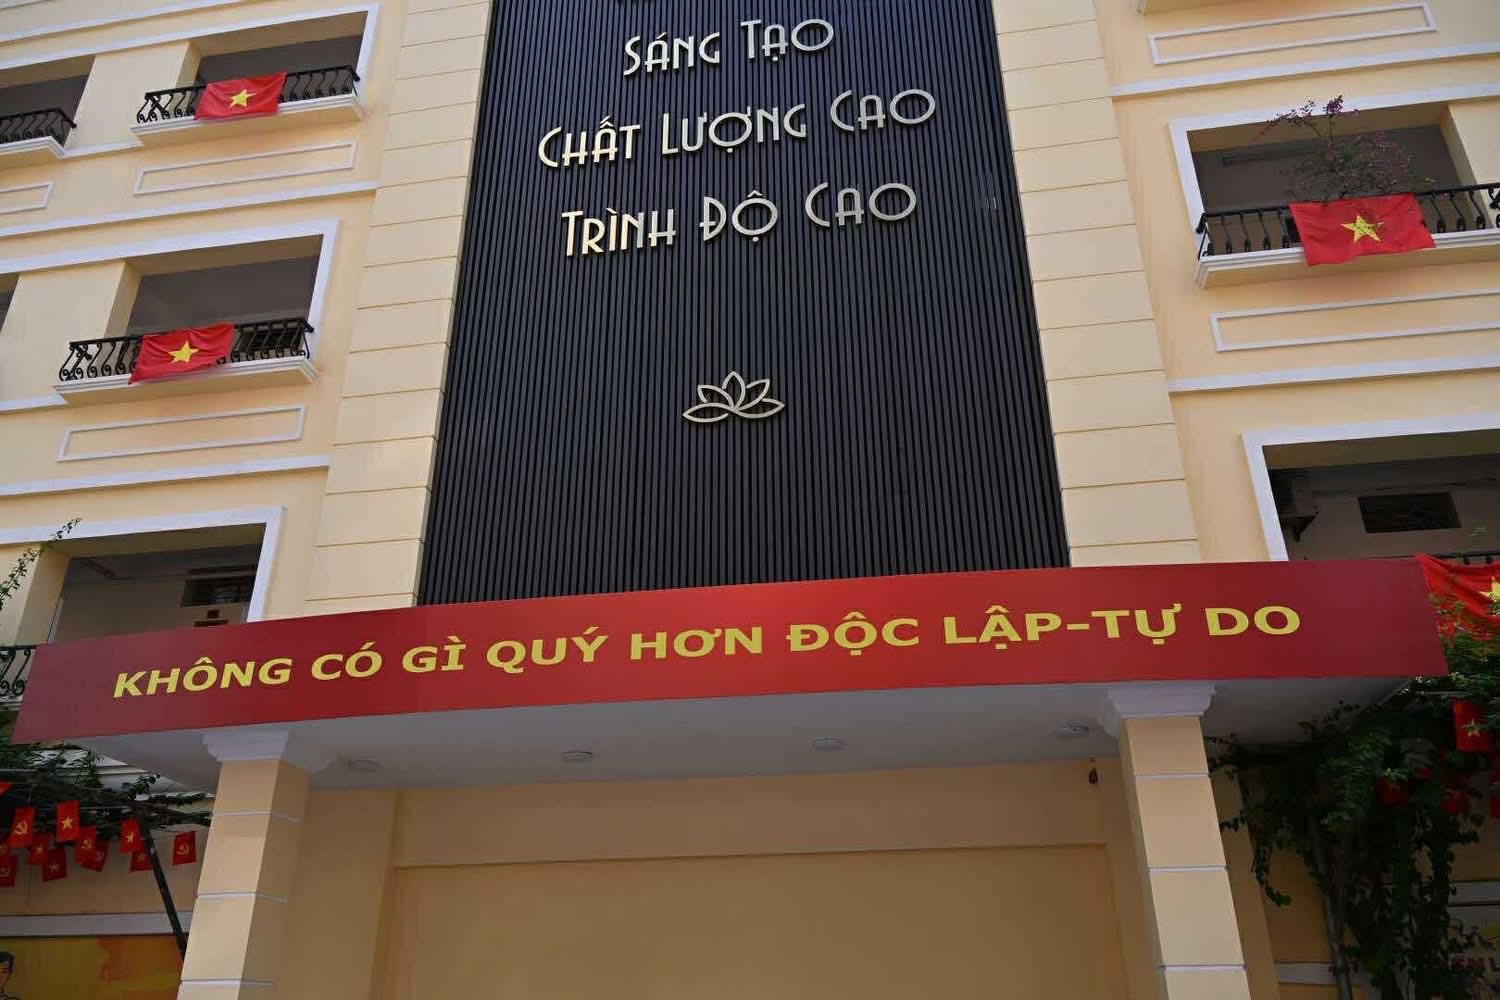 SÁNG TẠO
CHẤT LƯỢNG CAO
TRÌNH ĐỘ CAO
KHÔNG CÓ GÌ QUÝ HƠN ĐỘC LẬP-TỰ DO